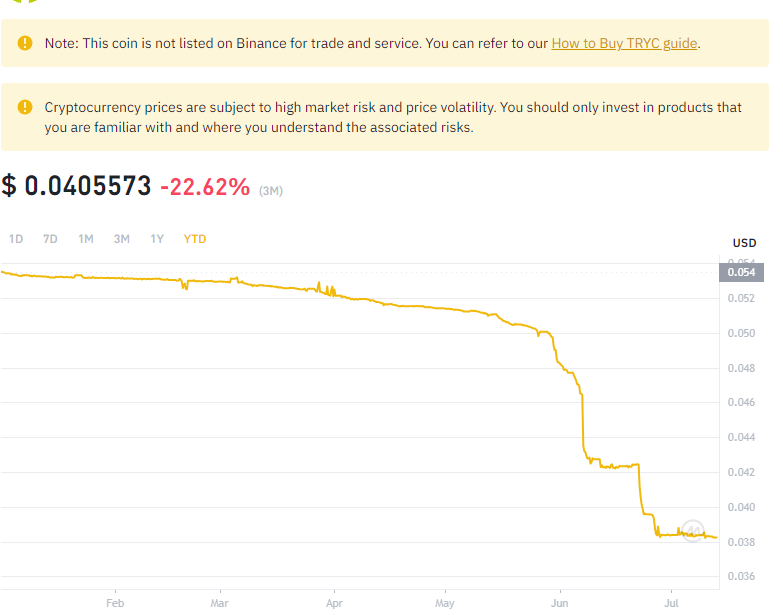 Note: This coin is not listed on Binance for trade and service. You can refer to our How to Buy TRYC guide.
Cryptocurrency prices are subject to high market risk and price volatility. You should only invest in products that
you are familiar with and where you understand the associated risks.
$ 0.0405573 -22.62% (3M)
1D 7D 1M 3M 1Y YTD
USD
0.054
0.054
0.052
0.050
0.048
0.046
0.044
0.042
0.040
0.038
0.036
Feb Mar Apr May Jun Jul